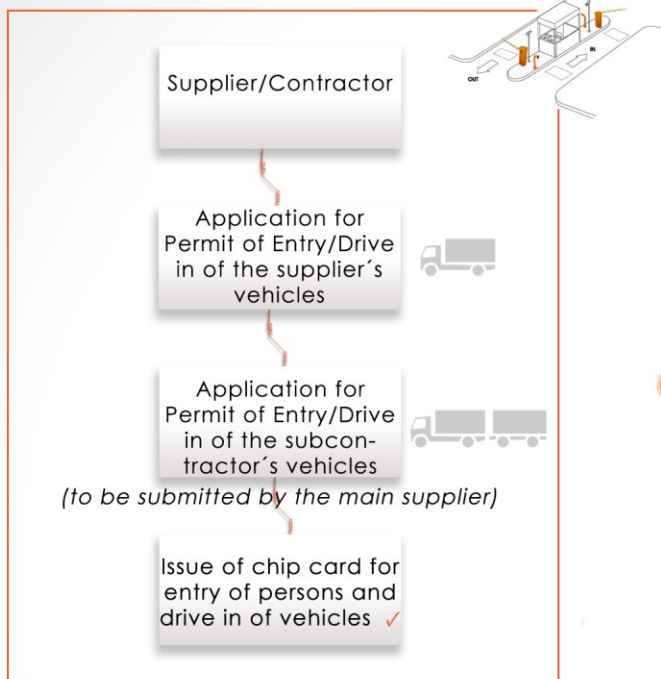 OUT
IN
Supplier/Contractor
Application for
Permit of Entry/Drive
in of the supplier´s
vehicles
Application for
Permit of Entry/Drive
in of the subcon-
tractor´s vehicles
(to be submitted by the main supplier)
Issue of chip card for
entry of persons and
drive in of vehicles ✓